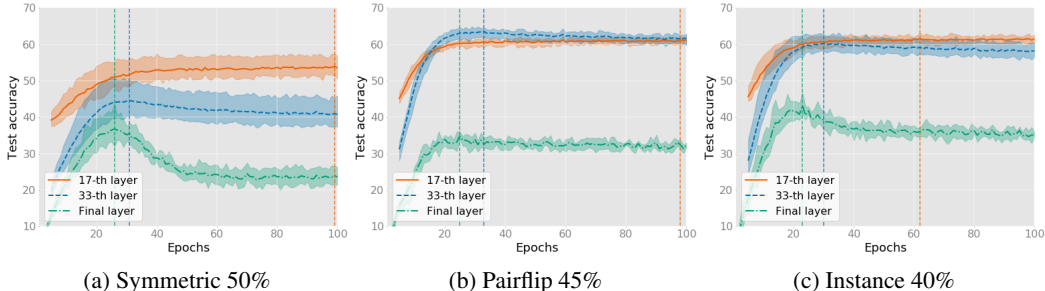 70
60
50
40
30
20
10
Test accuracy
17-th layer
33-th layer
Final layer
20 40 60 80 100
Epochs
(a) Symmetric 50%
70
60
50
40
30
20
10
Test accuracy
17-th layer
33-th layer
Final layer
20 40 60 80 100
Epochs
(b) Pairflip 45%
70
60
50
40
30
20
10
Test accuracy
17-th layer
33-th layer
Final layer
20 40 60 80 100
Epochs
(c) Instance 40%